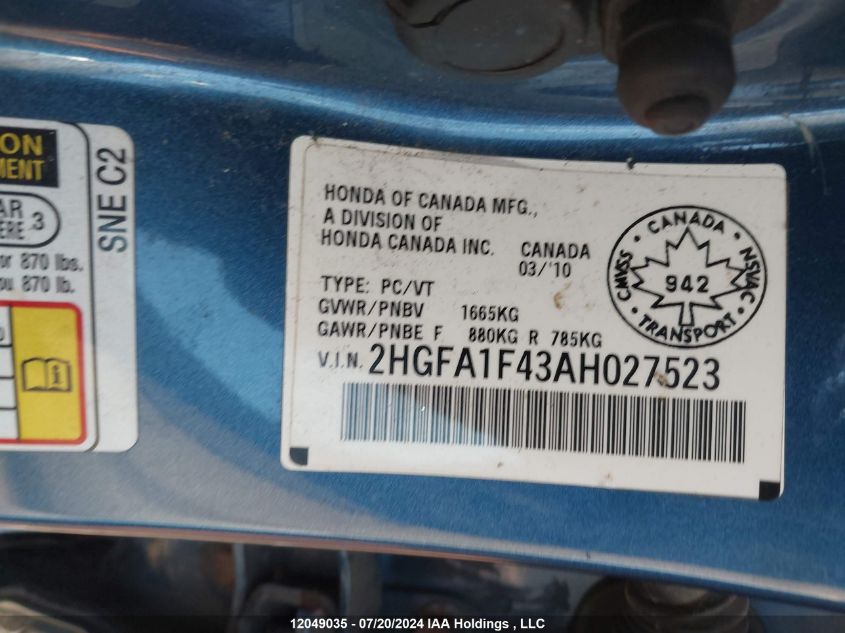 ON
MENT
AR
ERE 3
or 870 lbs.
ou 870 lb.
SNE C2
HONDA OF CANADA MFG.,
A DIVISION OF
HONDA CANADA INC. CANADA
03/'10
TYPE: PC/VT
GVWR/PNBV 1665KG
GAWR/PNBE F 880KG R 785KG
V.I.N. 2HGFA1F43AH027523
CANADA
CMVSS 942 NSVAC
TRANSPORT
12049035 - 07/20/2024 IAA Holdings , LLC